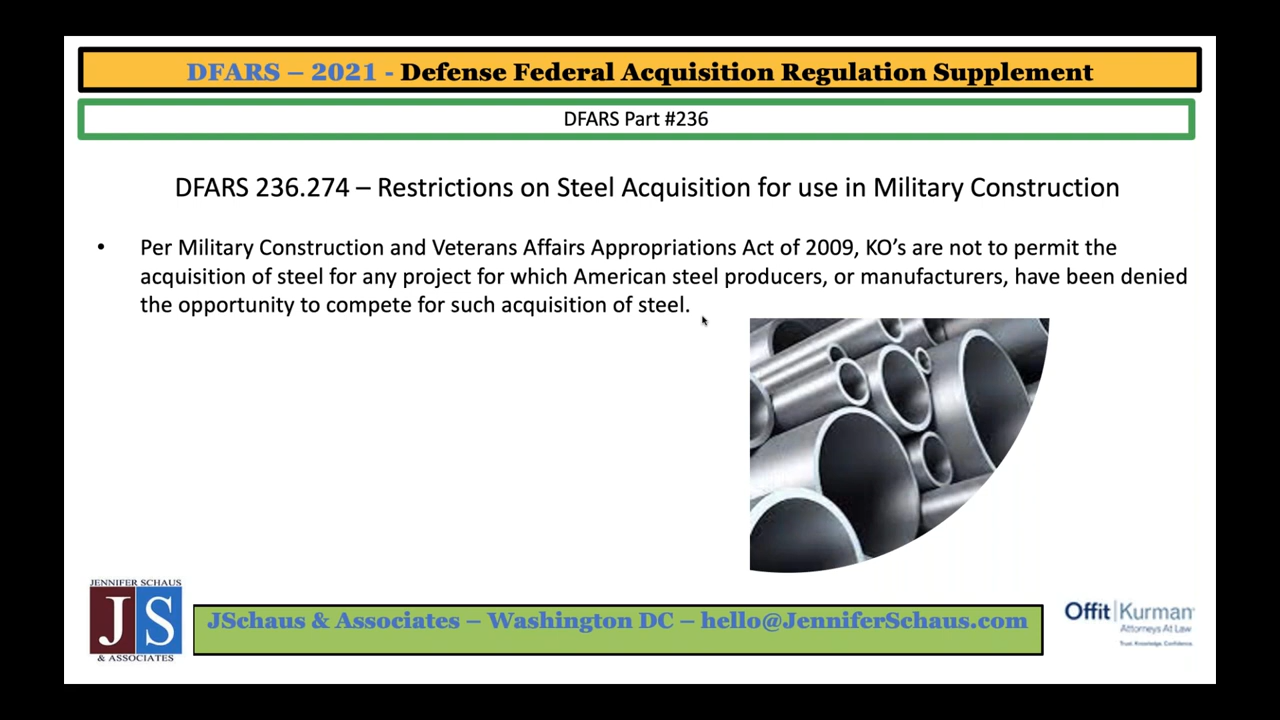 DFARS – 2021 - Defense Federal Acquisition Regulation Supplement
DFARS Part #236
DFARS 236.274 – Restrictions on Steel Acquisition for use in Military Construction
• Per Military Construction and Veterans Affairs Appropriations Act of 2009, KO's are not to permit the
acquisition of steel for any project for which American steel producers, or manufacturers, have been denied
the opportunity to compete for such acquisition of steel.
JENNIFER SCHAUS
JS
& ASSOCIATES
JSchaus & Associates – Washington DC – hello@JenniferSchaus.com
Offit|Kurman
Attorneys At Law
Trust. Knowledge. Confidence.